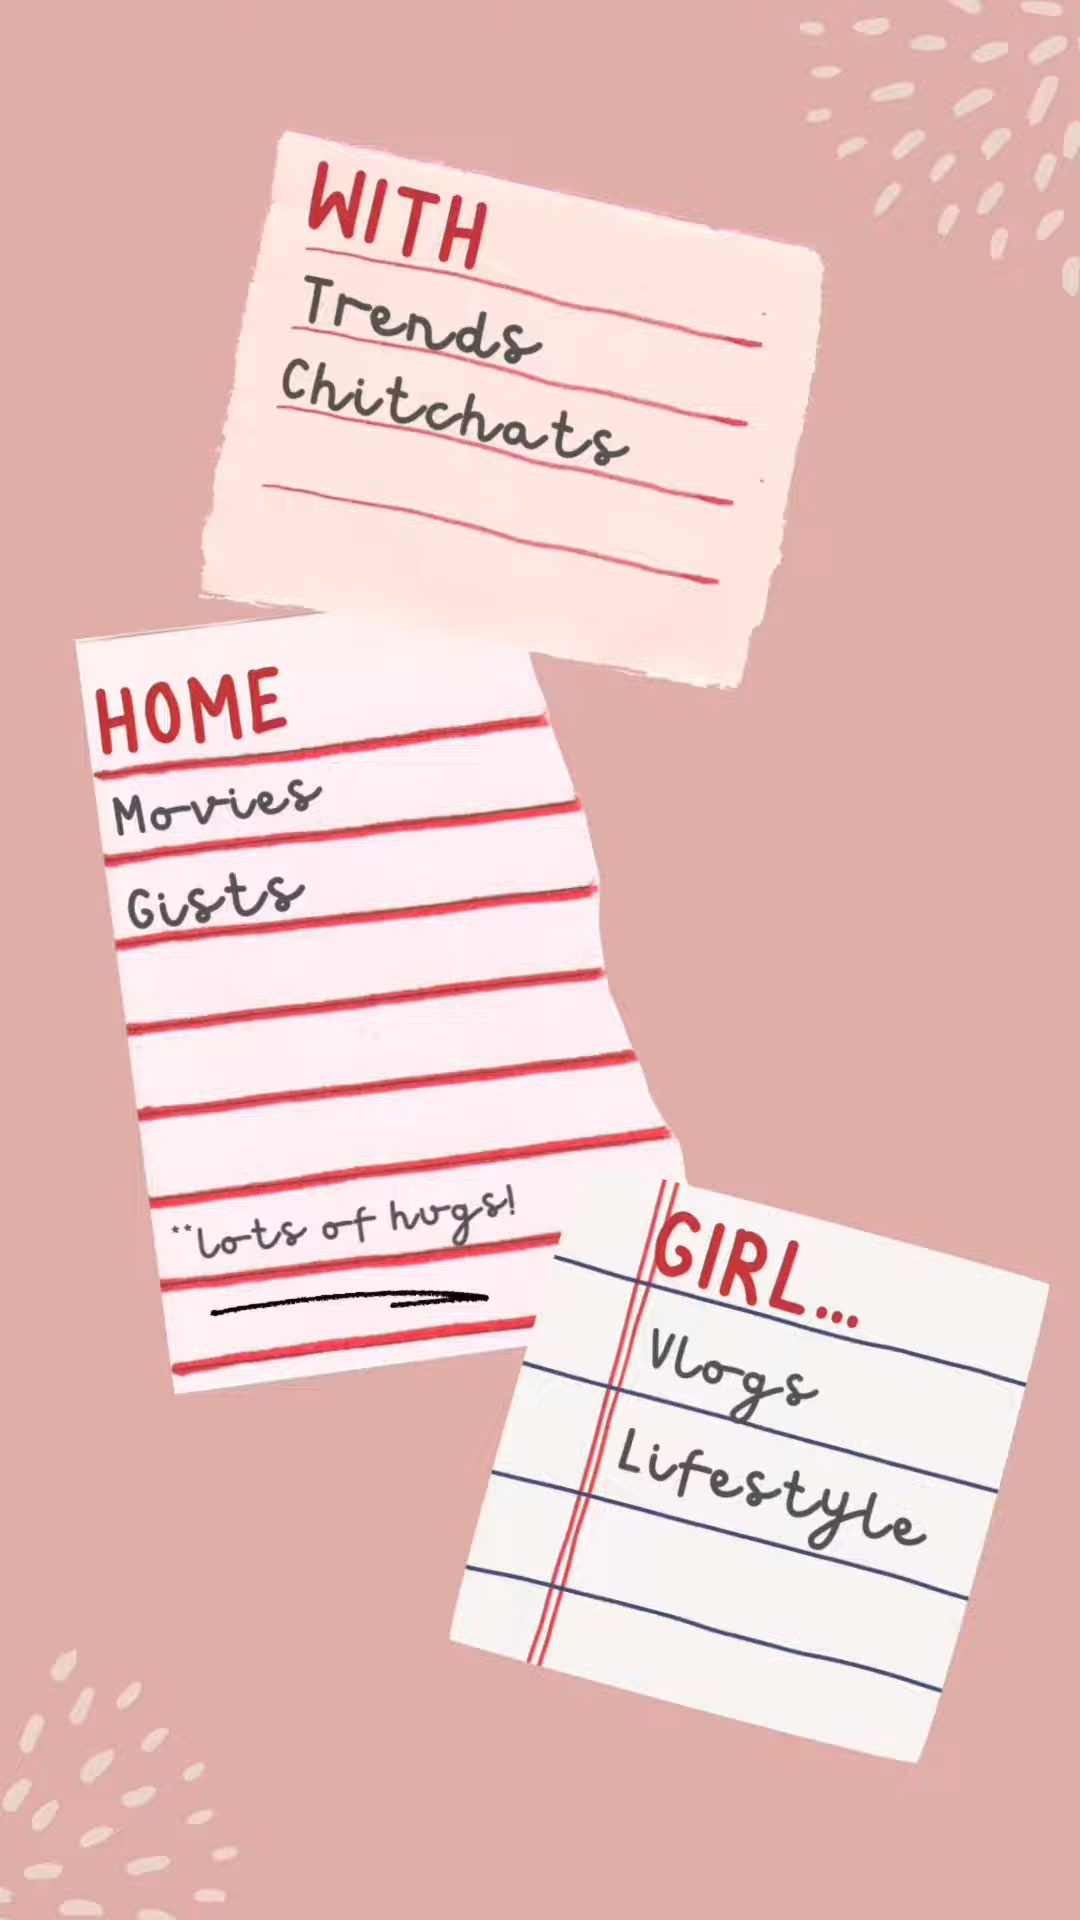 WITH
Trends
Chitchats
HOME
Movies
Gists
**lots of hugs!
GIRL...
Vlogs
Lifestyle